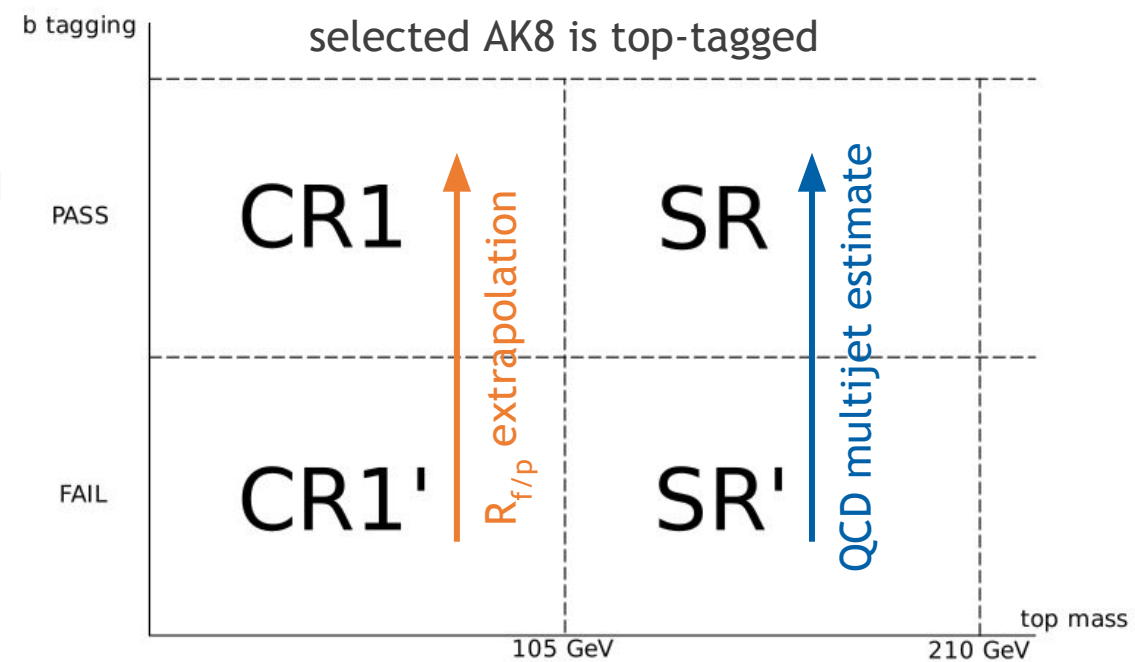 b tagging
selected AK8 is top-tagged
PASS
CR1
SR
R_f/p extrapolation
QCD multijet estimate
FAIL
CR1'
SR'
top mass
105 GeV
210 GeV